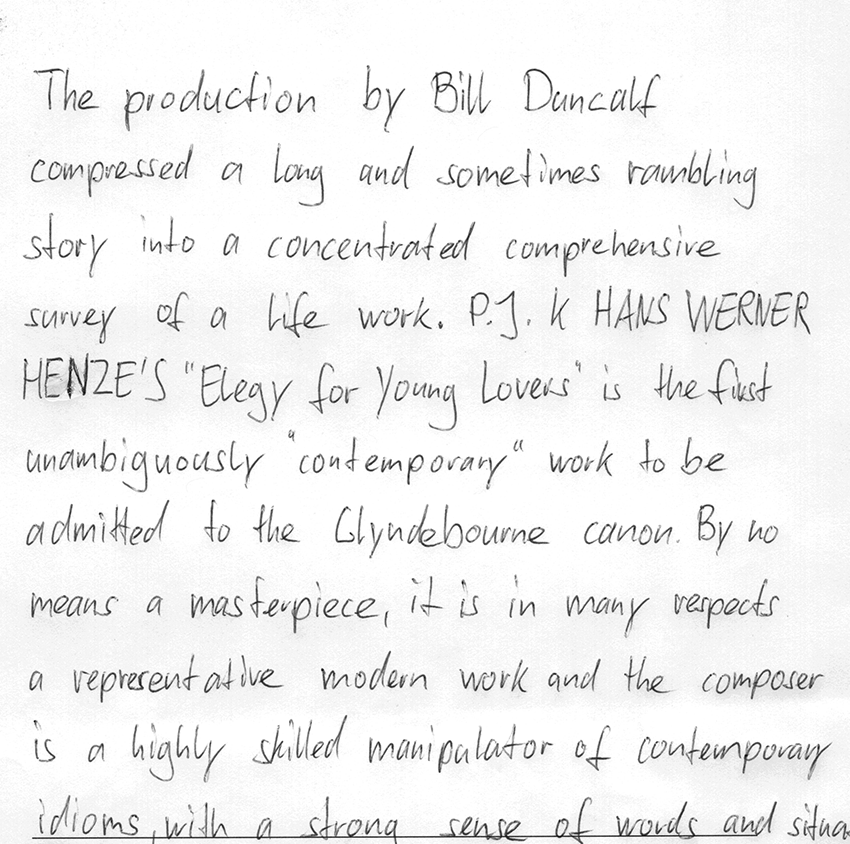 The production by Bill Duncalf
compressed a long and sometimes rambling
story into a concentrated comprehensive
survey of a life work. P.J. K HANS WERNER
HENZE'S "Elegy for Young Lovers" is the first
unambiguously "contemporary" work to be
admitted to the Glyndebourne canon. By no
means a masterpiece, it is in many respects
a representative modern work and the composer
is a highly skilled manipulator of contemporary
idioms, with a strong sense of words and situa